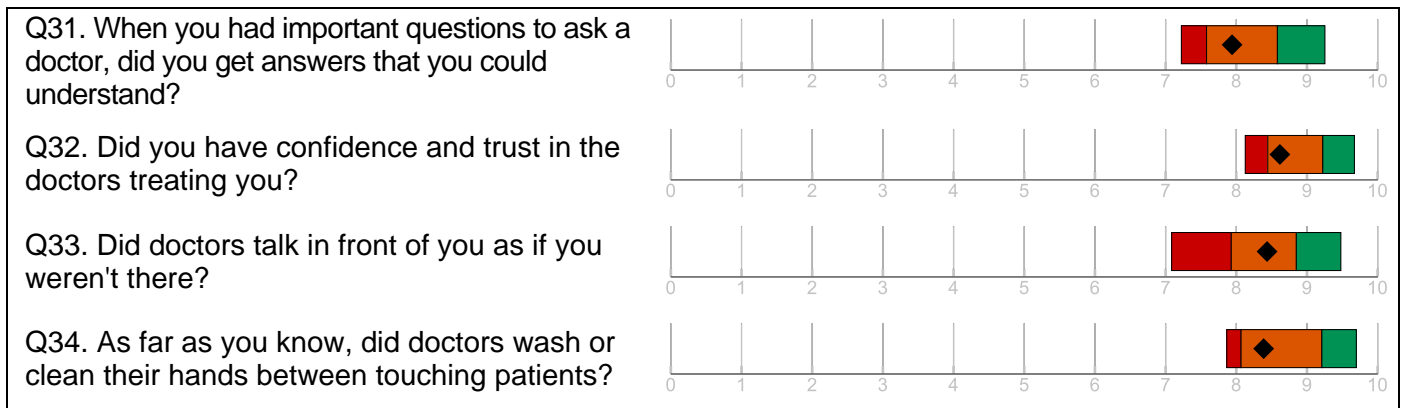 Q31. When you had important questions to ask a
doctor, did you get answers that you could
understand?
0 1 2 3 4 5 6 7 8 9 10
Q32. Did you have confidence and trust in the
doctors treating you?
0 1 2 3 4 5 6 7 8 9 10
Q33. Did doctors talk in front of you as if you
weren't there?
0 1 2 3 4 5 6 7 8 9 10
Q34. As far as you know, did doctors wash or
clean their hands between touching patients?
0 1 2 3 4 5 6 7 8 9 10